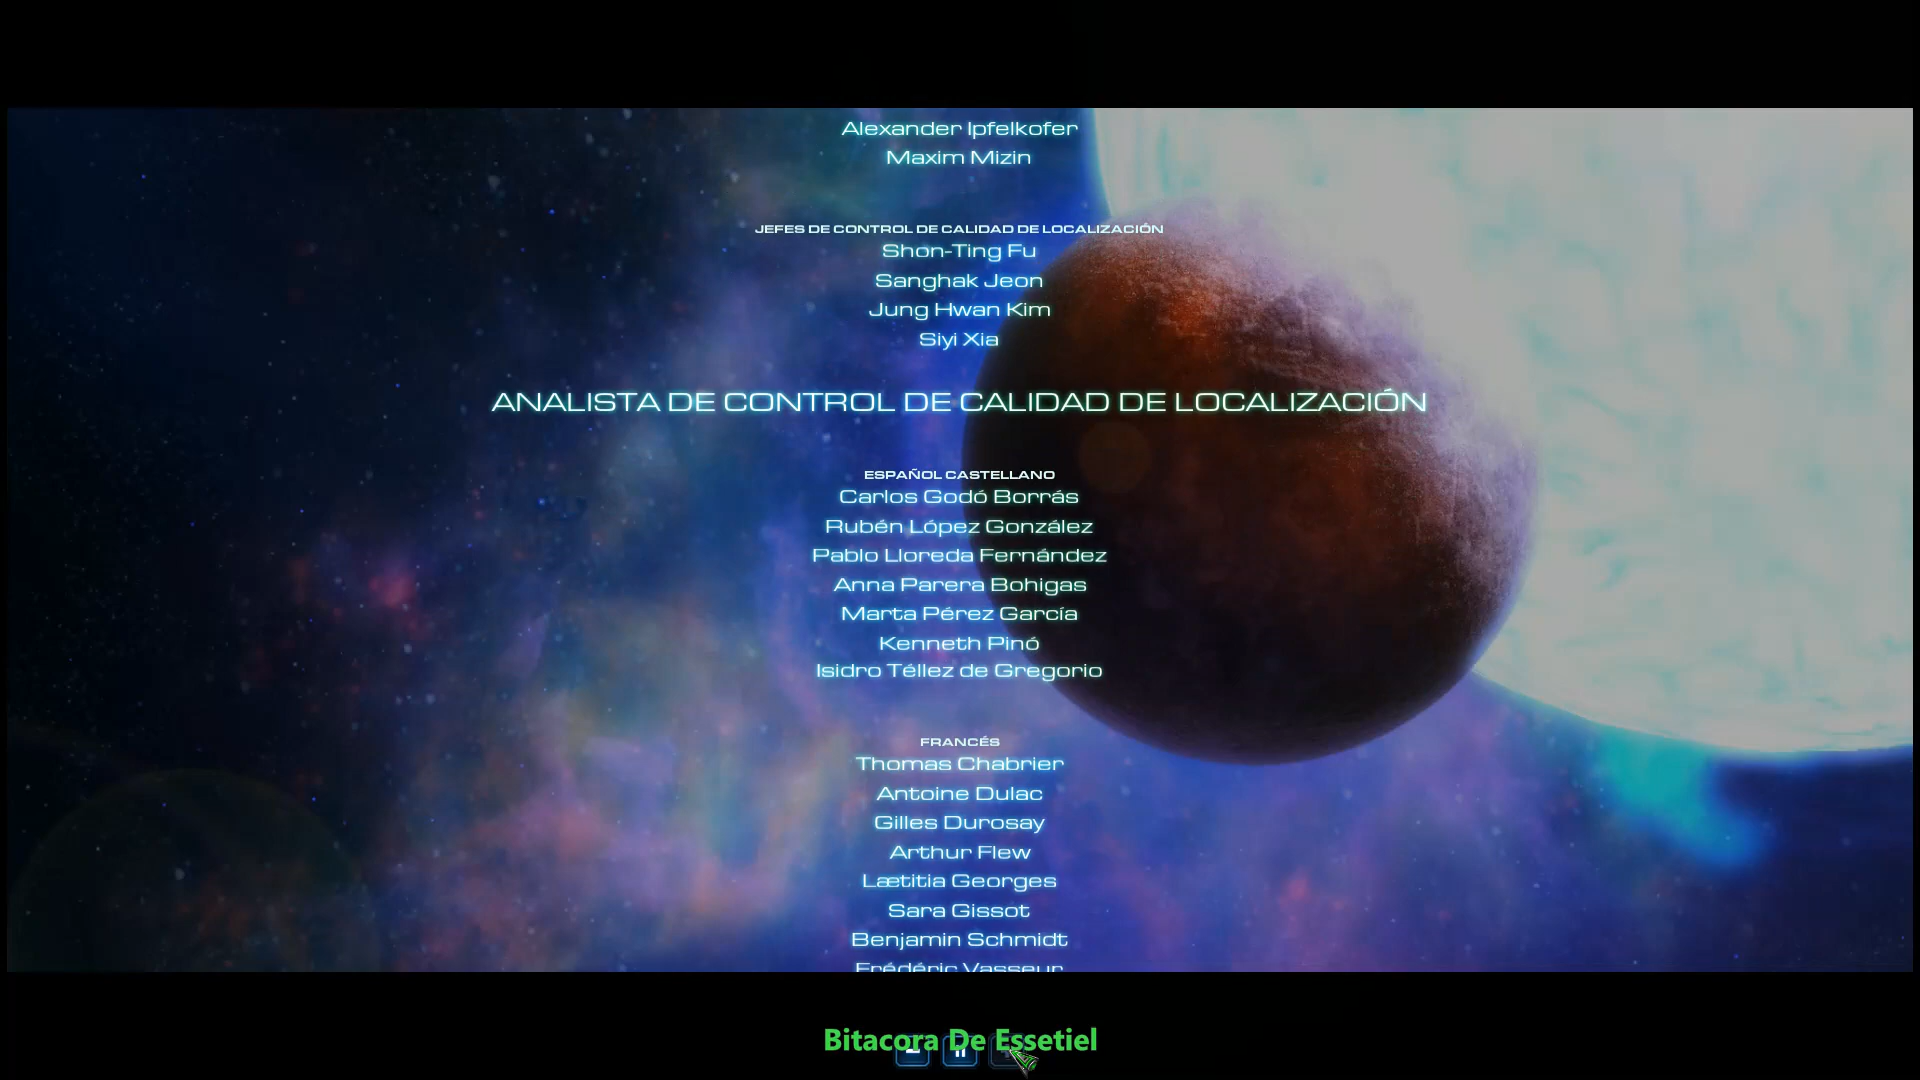 Alexander Ipfelkofer
Maxim Mizin
JEFES DE CONTROL DE CALIDAD DE LOCALIZACIÓN
Shon-Ting Fu
Sanghak Jeon
Jung Hwan Kim
Siyi Xia
ANALISTA DE CONTROL DE CALIDAD DE LOCALIZACIÓN
ESPAÑOL CASTELLANO
Carlos Godó Borrás
Rubén López González
Pablo Lloreda Fernández
Anna Parera Bohigas
Marta Pérez García
Kenneth Pinó
Isidro Téllez de Gregorio
FRANCÉS
Thomas Chabrier
Antoine Dulac
Gilles Durosay
Arthur Flew
Lætitia Georges
Sara Gissot
Benjamin Schmidt
Frédéric Vasseur
Bitacora De Essetiel